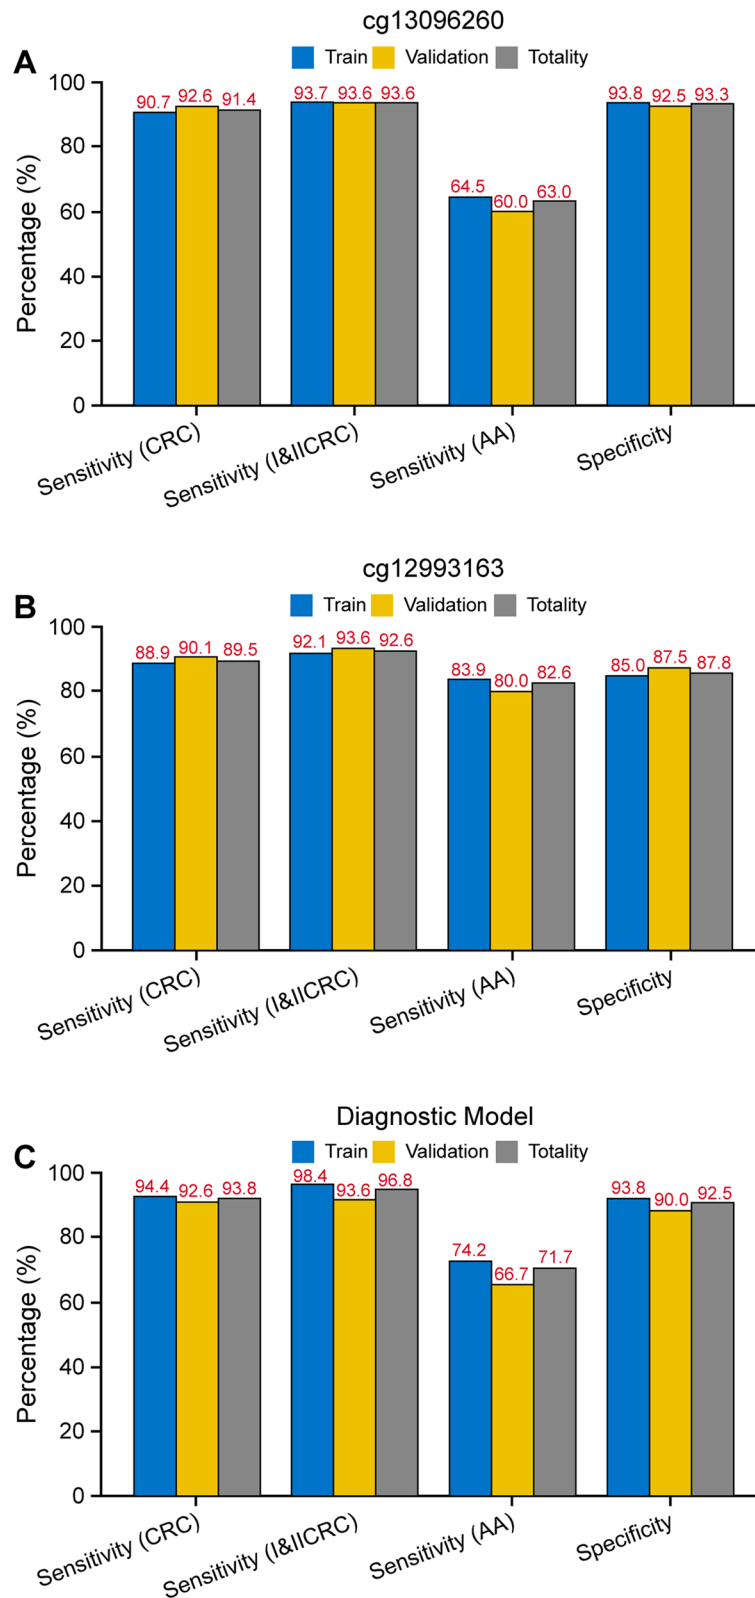 cg13096260
A
Train Validation Totality
Percentage (%)
100
80
60
40
20
0
90.7 92.6 91.4 93.7 93.6 93.6 64.5 60.0 63.0 93.8 92.5 93.3
Sensitivity (CRC) Sensitivity (I&IICRC) Sensitivity (AA) Specificity
cg12993163
B
Train Validation Totality
Percentage (%)
100
80
60
40
20
0
88.9 90.1 89.5 92.1 93.6 92.6 83.9 80.0 82.6 85.0 87.5 87.8
Sensitivity (CRC) Sensitivity (I&IICRC) Sensitivity (AA) Specificity
Diagnostic Model
C
Train Validation Totality
Percentage (%)
100
80
60
40
20
0
94.4 92.6 93.8 98.4 93.6 96.8 74.2 66.7 71.7 93.8 90.0 92.5
Sensitivity (CRC) Sensitivity (I&IICRC) Sensitivity (AA) Specificity